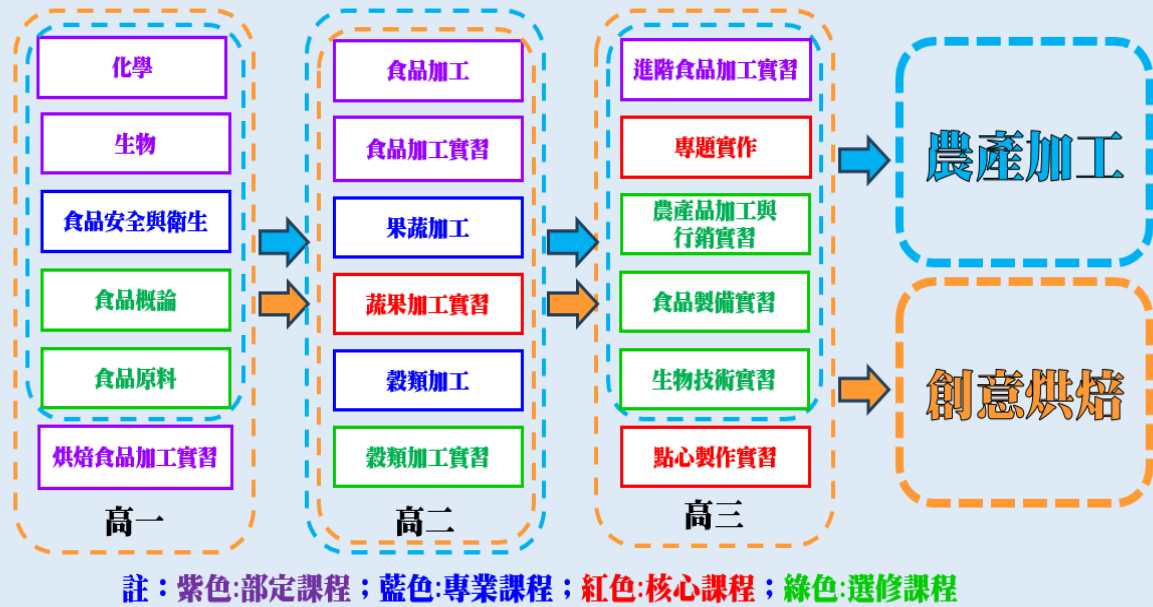 化學
生物
食品安全與衛生
食品概論
食品原料
烘焙食品加工實習
高一
食品加工
食品加工實習
果蔬加工
蔬果加工實習
穀類加工
穀類加工實習
高二
進階食品加工實習
專題實作
農產品加工與
行銷實習
食品製備實習
生物技術實習
點心製作實習
高三
農產加工
創意烘焙
註：紫色:部定課程；藍色:專業課程；紅色:核心課程；綠色:選修課程